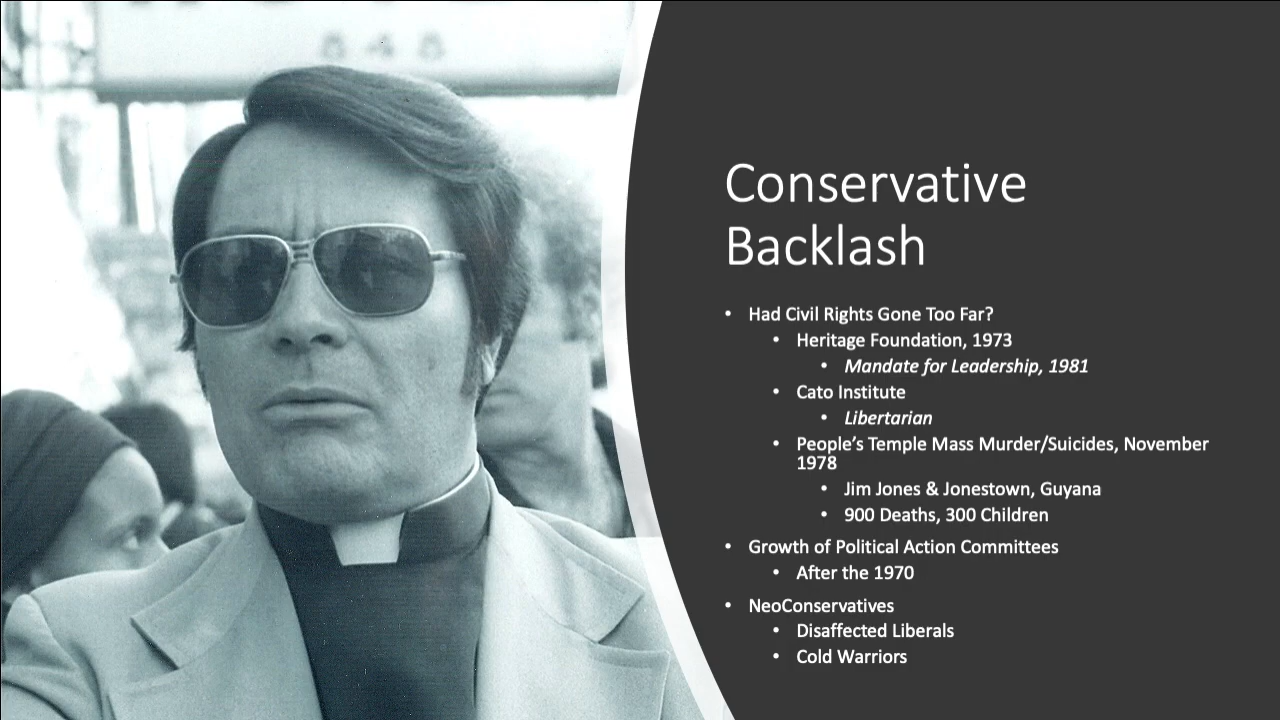 848
Conservative
Backlash
• Had Civil Rights Gone Too Far?
• Heritage Foundation, 1973
• Mandate for Leadership, 1981
• Cato Institute
• Libertarian
• People’s Temple Mass Murder/Suicides, November
1978
• Jim Jones & Jonestown, Guyana
• 900 Deaths, 300 Children
• Growth of Political Action Committees
• After the 1970
• NeoConservatives
• Disaffected Liberals
• Cold Warriors